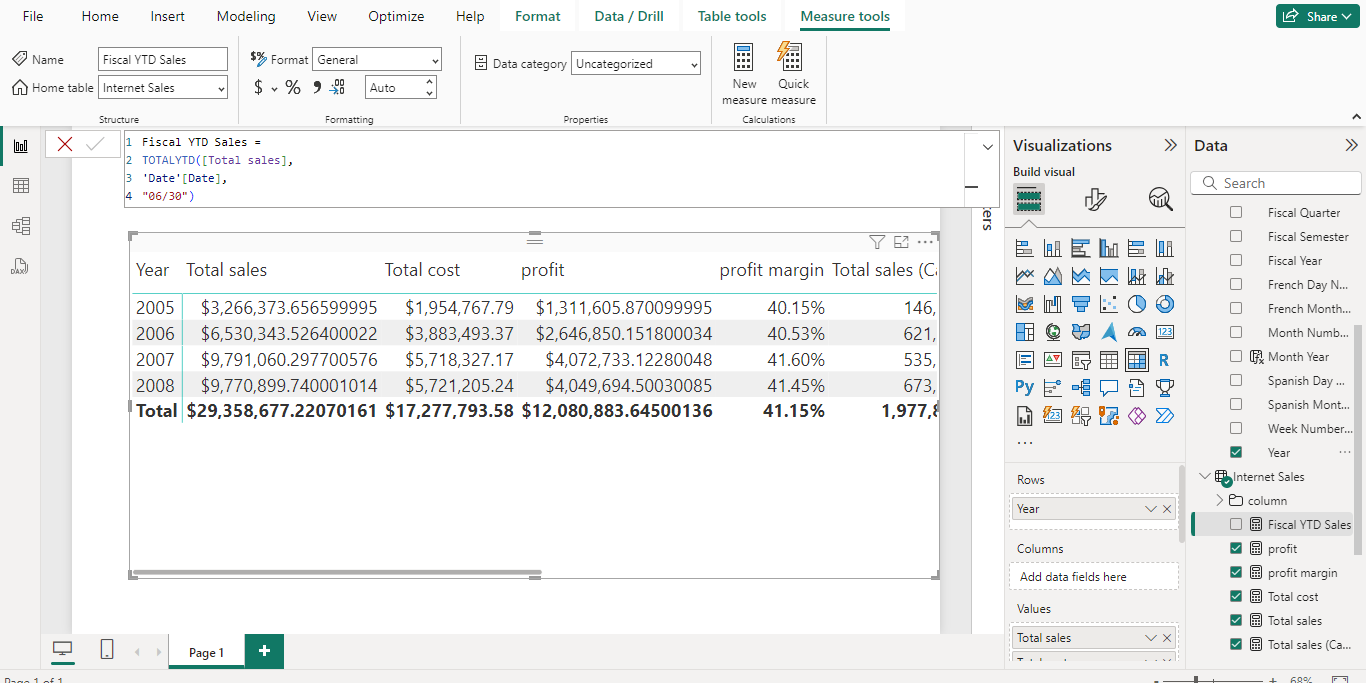 File Home Insert Modeling View Optimize Help Format Data / Drill Table tools Measure tools Share
Name Fiscal YTD Sales
Home table Internet Sales
Structure
$% Format General
$ % 9 .00 Auto
Formatting
Data category Uncategorized
Properties
New measure
Quick measure
Calculations
1 Fiscal YTD Sales =
2 TOTALYTD([Total sales],
3 'Date'[Date],
4 "06/30")
Year Total sales Total cost profit profit margin Total sales (Ca
2005 $3,266,373.656599995 $1,954,767.79 $1,311,605.870099995 40.15% 146,
2006 $6,530,343.526400022 $3,883,493.37 $2,646,850.151800034 40.53% 621,
2007 $9,791,060.297700576 $5,718,327.17 $4,072,733.12280048 41.60% 535,
2008 $9,770,899.740001014 $5,721,205.24 $4,049,694.50030085 41.45% 673,
Total $29,358,677.22070161 $17,277,793.58 $12,080,883.64500136 41.15% 1,977,8
ters
Visualizations
Build visual
123
R
Py
123
...
Rows
Year
Columns
Add data fields here
Values
Total sales
Data
Search
Fiscal Quarter
Fiscal Semester
Fiscal Year
French Day N...
French Month...
Month Numb...
Month Year
Spanish Day ...
Spanish Mont...
Week Number...
Year
Internet Sales
column
Fiscal YTD Sales
profit
profit margin
Total cost
Total sales
Total sales (Ca...
DAX
Page 1 +
Page 1 of 1
- + 68%